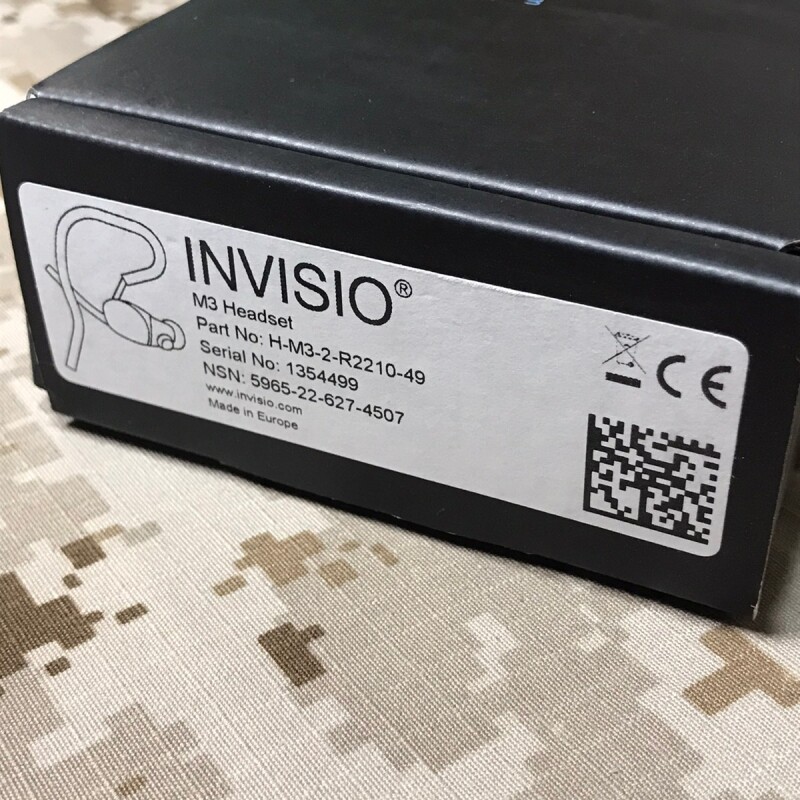 INVISIO®
M3 Headset
Part No: H-M3-2-R2210-49
Serial No: 1354499
NSN: 5965-22-627-4507
www.invisio.com
Made in Europe
CE